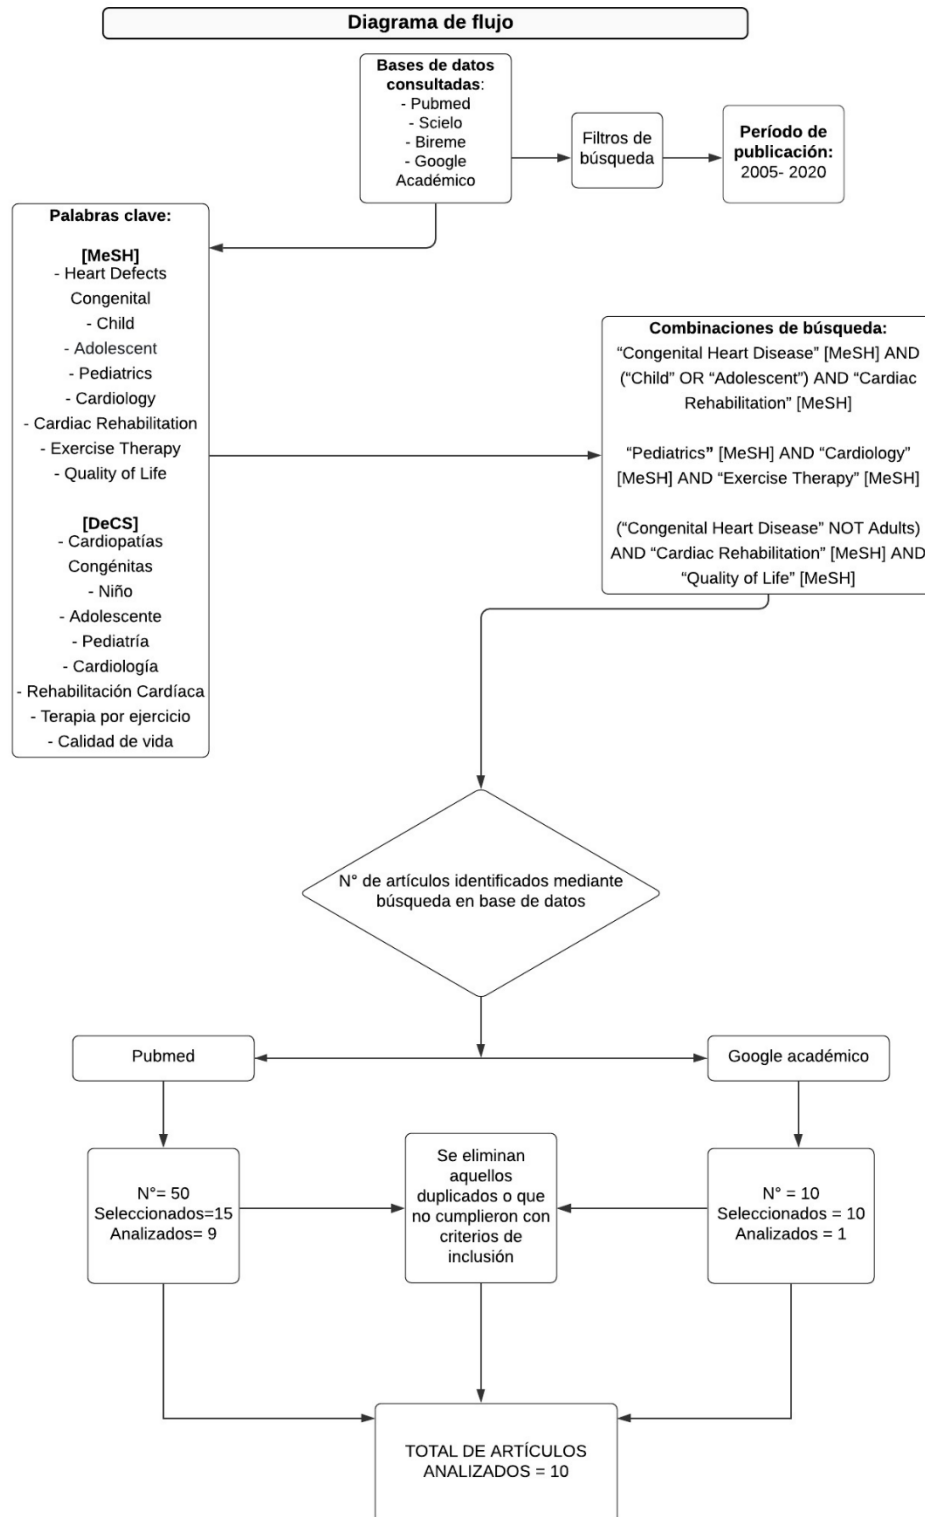 Diagrama de flujo
Bases de datos
consultadas:
- Pubmed
- Scielo
- Bireme
- Google
Académico
Filtros de
búsqueda
Período de
publicación:
2005- 2020
Palabras clave:
[MeSH]
- Heart Defects
Congenital
- Child
- Adolescent
- Pediatrics
- Cardiology
- Cardiac Rehabilitation
- Exercise Therapy
- Quality of Life
[DeCS]
- Cardiopatías
Congénitas
- Niño
- Adolescente
- Pediatría
- Cardiología
- Rehabilitación Cardíaca
- Terapia por ejercicio
- Calidad de vida
Combinaciones de búsqueda:
“Congenital Heart Disease” [MeSH] AND
(“Child” OR “Adolescent”) AND “Cardiac
Rehabilitation” [MeSH]
“Pediatrics” [MeSH] AND “Cardiology”
[MeSH] AND “Exercise Therapy” [MeSH]
(“Congenital Heart Disease” NOT Adults)
AND “Cardiac Rehabilitation” [MeSH] AND
“Quality of Life” [MeSH]
N° de artículos identificados mediante
búsqueda en base de datos
Pubmed
Google académico
N°= 50
Seleccionados=15
Analizados= 9
Se eliminan
aquellos
duplicados o que
no cumplieron con
criterios de
inclusión
N° = 10
Seleccionados = 10
Analizados = 1
TOTAL DE ARTÍCULOS
ANALIZADOS = 10